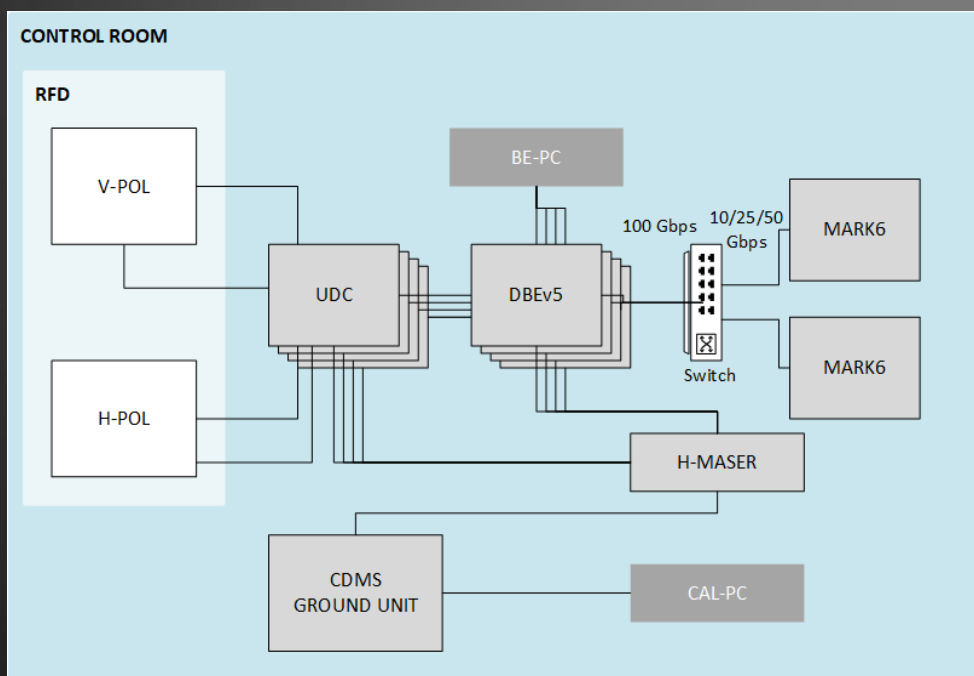 CONTROL ROOM
RFD
V-POL
H-POL
UDC
BE-PC
DBEv5
100 Gbps
10/25/50
Gbps
Switch
MARK6
MARK6
H-MASER
CDMS
GROUND UNIT
CAL-PC